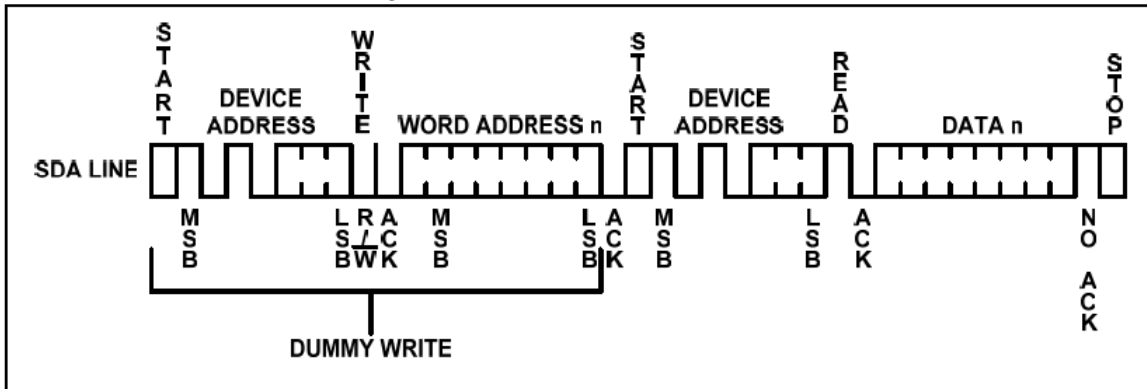 START
WRITE
START
READ
STOP
DEVICE
ADDRESS
WORD ADDRESS n
DEVICE
ADDRESS
DATA n
SDA LINE
MSB
LSB
R/W
ACK
MSB
LSB
ACK
MSB
LSB
ACK
NO ACK
DUMMY WRITE